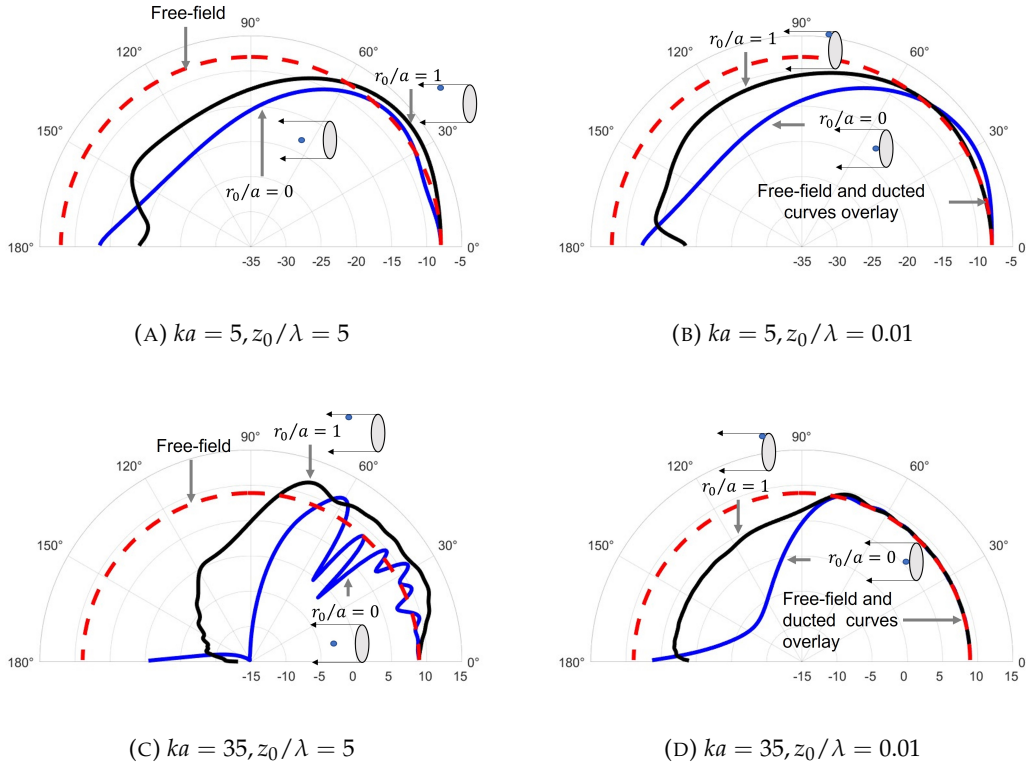 Free-field
90°
120°
60°
r₀/a = 1
150°
30°
r₀/a = 0
180°
0°
-35 -30 -25 -20 -15 -10 -5
(A) ka = 5, z₀/λ = 5
90°
r₀/a = 1
120°
60°
150°
30°
r₀/a = 0
Free-field and ducted
curves overlay
180°
0
-35 -30 -25 -20 -15 -10 -5
(B) ka = 5, z₀/λ = 0.01
90°
r₀/a = 1
Free-field
120°
60°
150°
30°
r₀/a = 0
180°
0°
-15 -10 -5 0 5 10 15
(C) ka = 35, z₀/λ = 5
90°
120°
60°
r₀/a = 1
150°
30°
r₀/a = 0
Free-field and
ducted curves
overlay
180°
0°
-15 -10 -5 0 5 10 15
(D) ka = 35, z₀/λ = 0.01